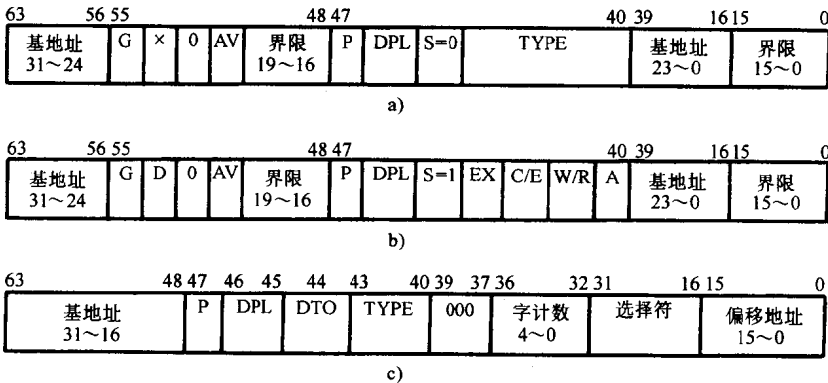 63 56 55 48 47 40 39 16 15 0
基地址 G × 0 AV 界限 P DPL S=0 TYPE 基地址 界限
31～24 19～16 23～0 15～0
a)
63 56 55 48 47 40 39 16 15 0
基地址 G D 0 AV 界限 P DPL S=1 EX C/E W/R A 基地址 界限
31～24 19～16 23～0 15～0
b)
63 48 47 46 45 44 43 40 39 37 36 32 31 16 15 0
基地址 P DPL DTO TYPE 000 字计数 选择符 偏移地址
31～16 4～0 15～0
c)